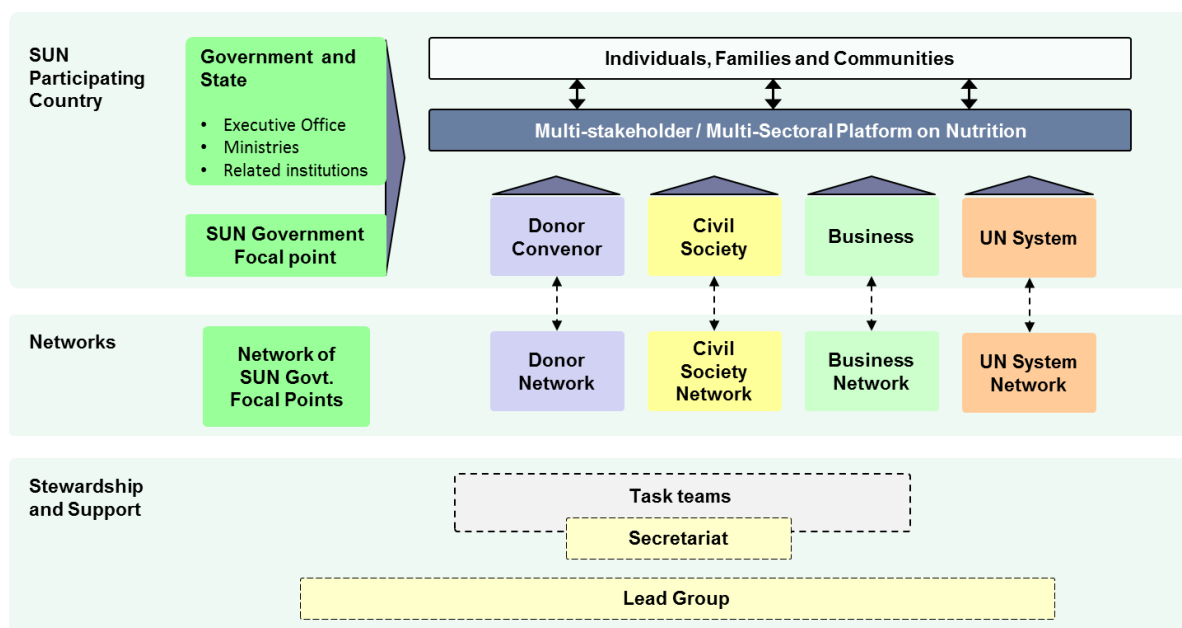 SUN
Participating
Country
Government and
State
• Executive Office
• Ministries
• Related institutions
SUN Government
Focal point
Individuals, Families and Communities
Multi-stakeholder / Multi-Sectoral Platform on Nutrition
Donor
Convenor
Civil
Society
Business
UN System
Networks
Network of
SUN Govt.
Focal Points
Donor
Network
Civil
Society
Network
Business
Network
UN System
Network
Stewardship
and Support
Task teams
Secretariat
Lead Group